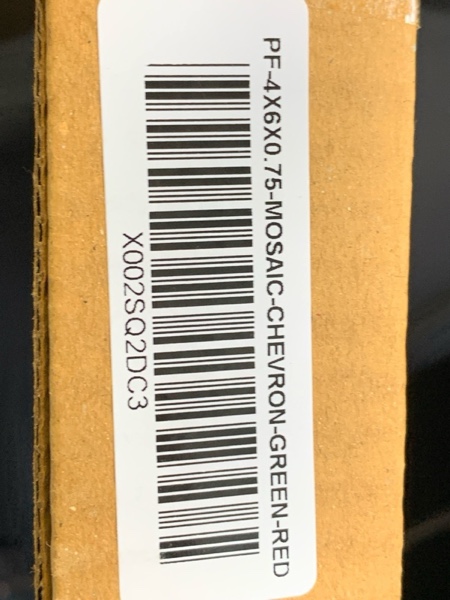 PF-4X6X0.75-MOSAIC-CHEVRON-GREEN-RED
X002SQ2DC3